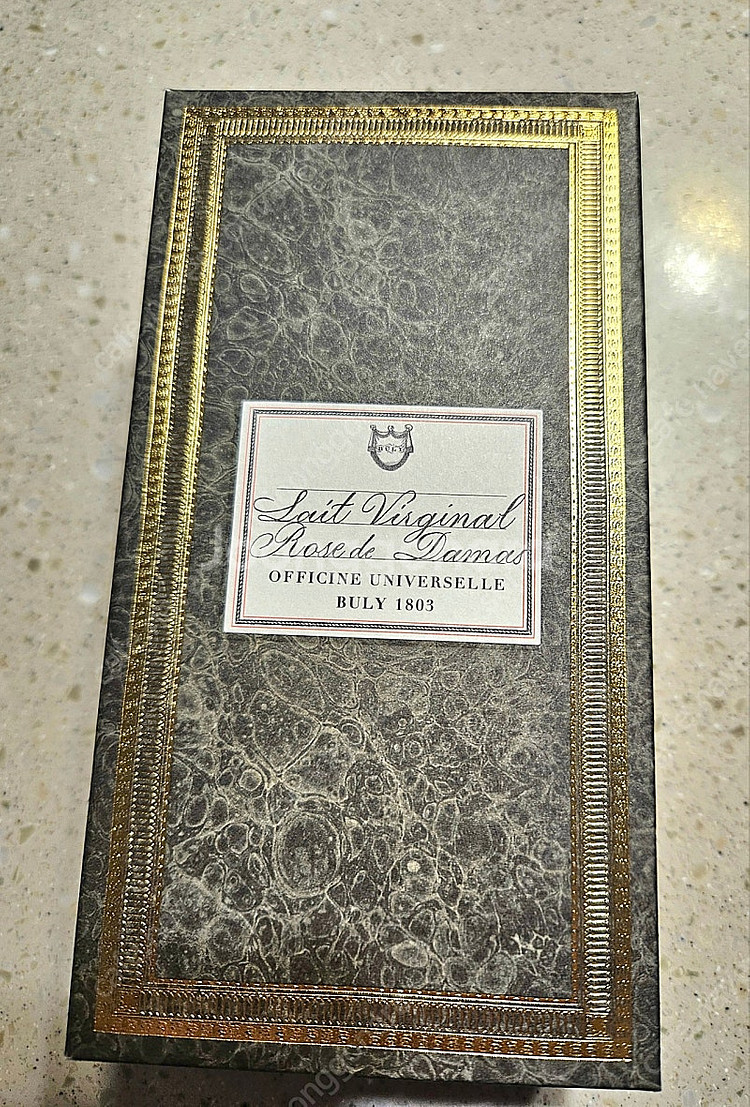 BULY
Lait Virginal
Rose de Damas
OFFICINE UNIVERSELLE
BULY 1803